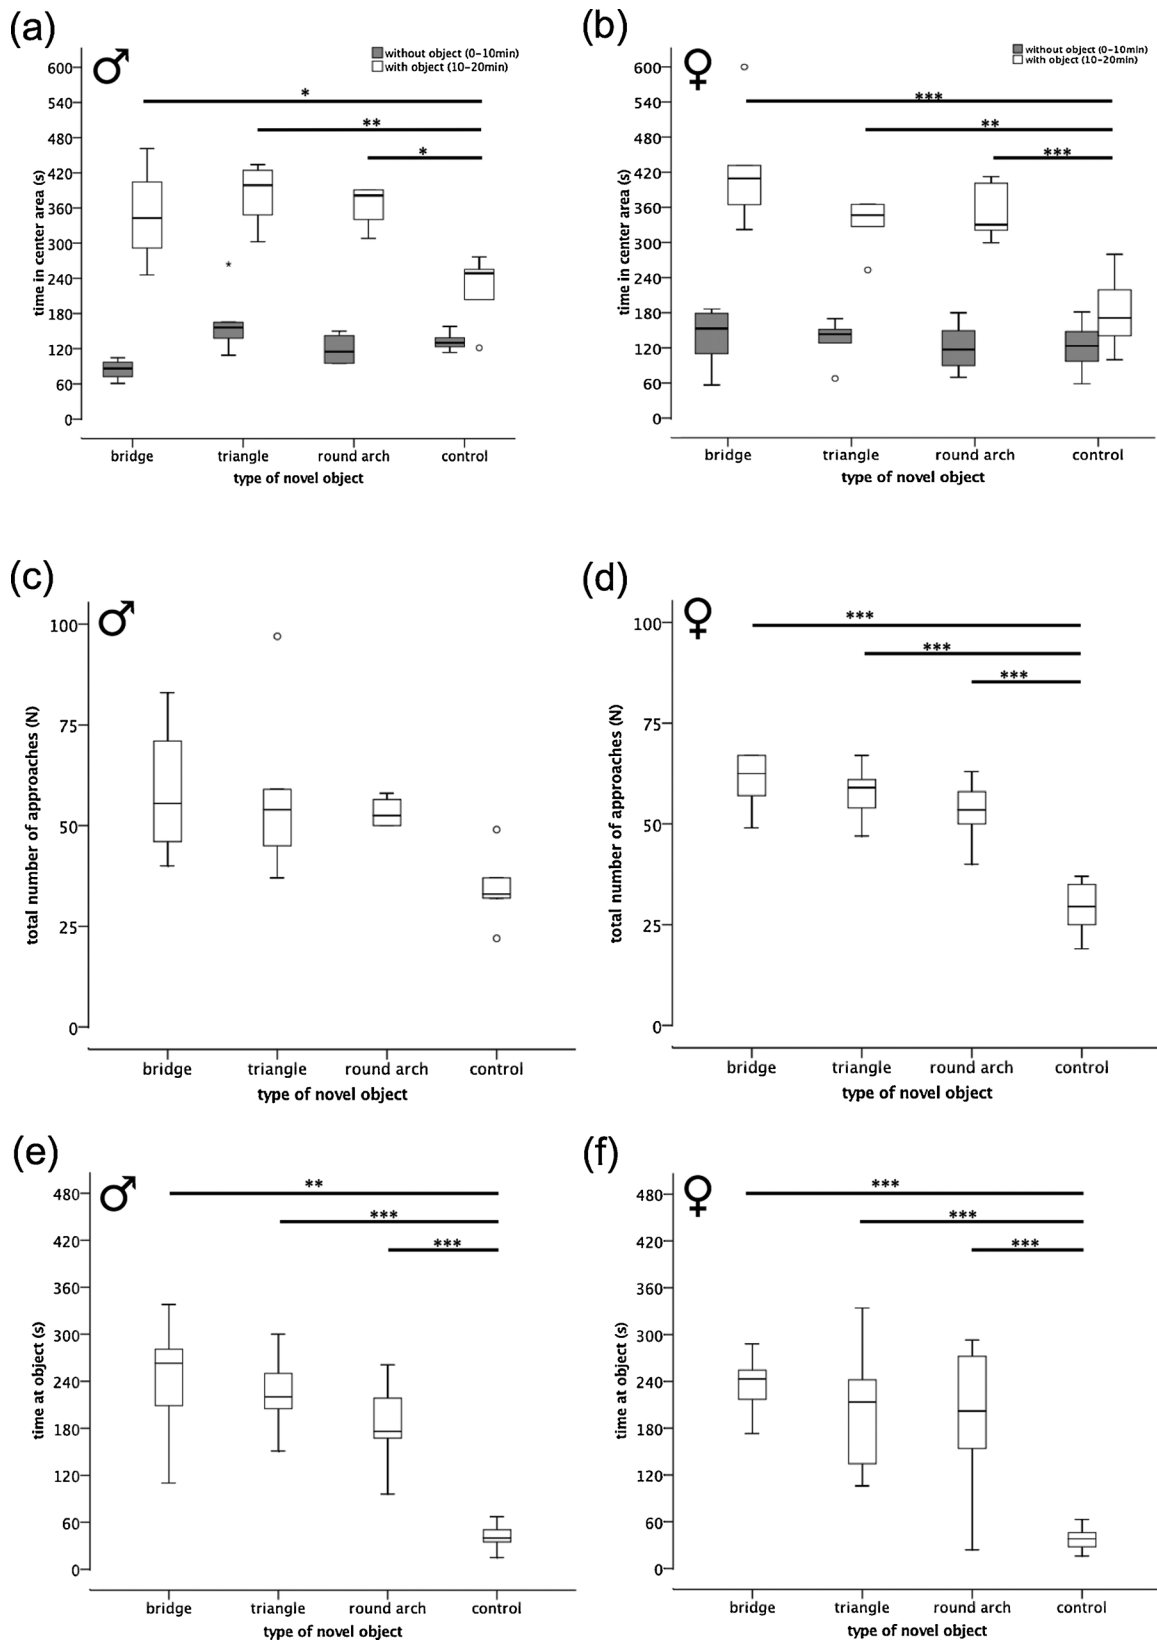 (a)
♂
without object (0-10min)
with object (10-20min)
600
540
480
420
360
300
240
180
120
60
0
time in center area (s)
*
**
*
*
bridge triangle round arch control
type of novel object
(b)
♀
without object (0-10min)
with object (10-20min)
600
540
480
420
360
300
240
180
120
60
0
time in center area (s)
***
**
***
bridge triangle round arch control
type of novel object
(c)
♂
100
75
50
25
0
total number of approaches (N)
bridge triangle round arch control
type of novel object
(d)
♀
100
75
50
25
0
total number of approaches (N)
***
***
***
bridge triangle round arch control
type of novel object
(e)
♂
480
420
360
300
240
180
120
60
0
time at object (s)
**
***
***
bridge triangle round arch control
type of novel object
(f)
♀
480
420
360
300
240
180
120
60
0
time at object (s)
***
***
***
bridge triangle round arch control
type of novel object